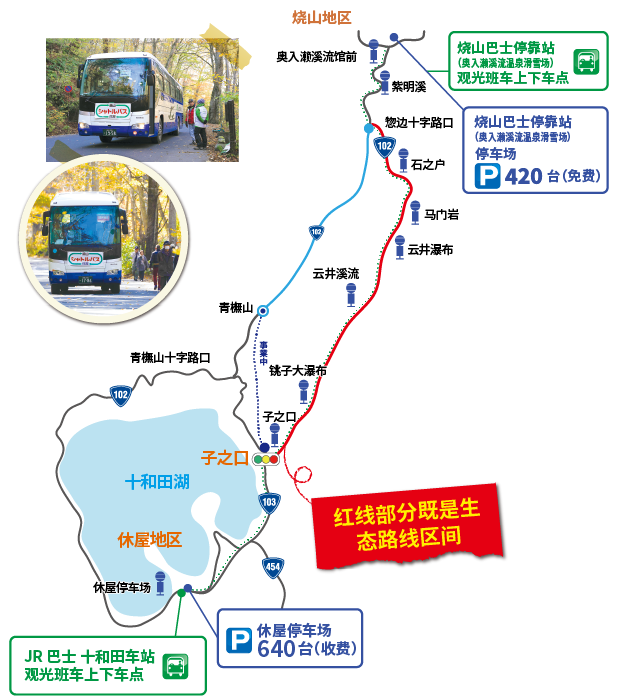 烧山地区
奥入濑溪流馆前
烧山巴士停靠站
(奥入濑溪流温泉滑雪场)
观光班车上下车点
紫明溪
烧山巴士停靠站
(奥入濑溪流温泉滑雪场)
停车场
P 420 台(免费)
惣边十字路口
102
石之户
马门岩
102
云井瀑布
云井溪流
青橅山
事業中
青橅山十字路口
铫子大瀑布
102
子之口
子之口
十和田湖
103
红线部分既是生
态路线区间
休屋地区
454
休屋停车场
P 休屋停车场
640 台(收费)
JR 巴士 十和田车站
观光班车上下车点
シャトルバス
シャトルバス